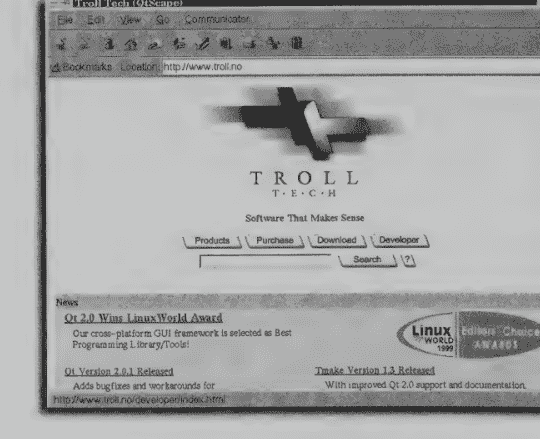 Troll Tech (QtScape)
File Edit View Go Communicator
Bookmarks Location: http://www.troll.no
TROLL
T·E·C·H
Software That Makes Sense
Products Purchase Download Developer
Search ?
News
Qt 2.0 Wins LinuxWorld Award
Our cross-platform GUI framework is selected as Best
Programming Library/Tools!
Linux
WORLD
1999
Editors Choice
AWARDS
Qt Version 2.0.1 Released
Adds bugfixes and workarounds for
Tmake Version 1.3 Released
With improved Qt 2.0 support and documentation.
http://www.troll.no/developer/index.html